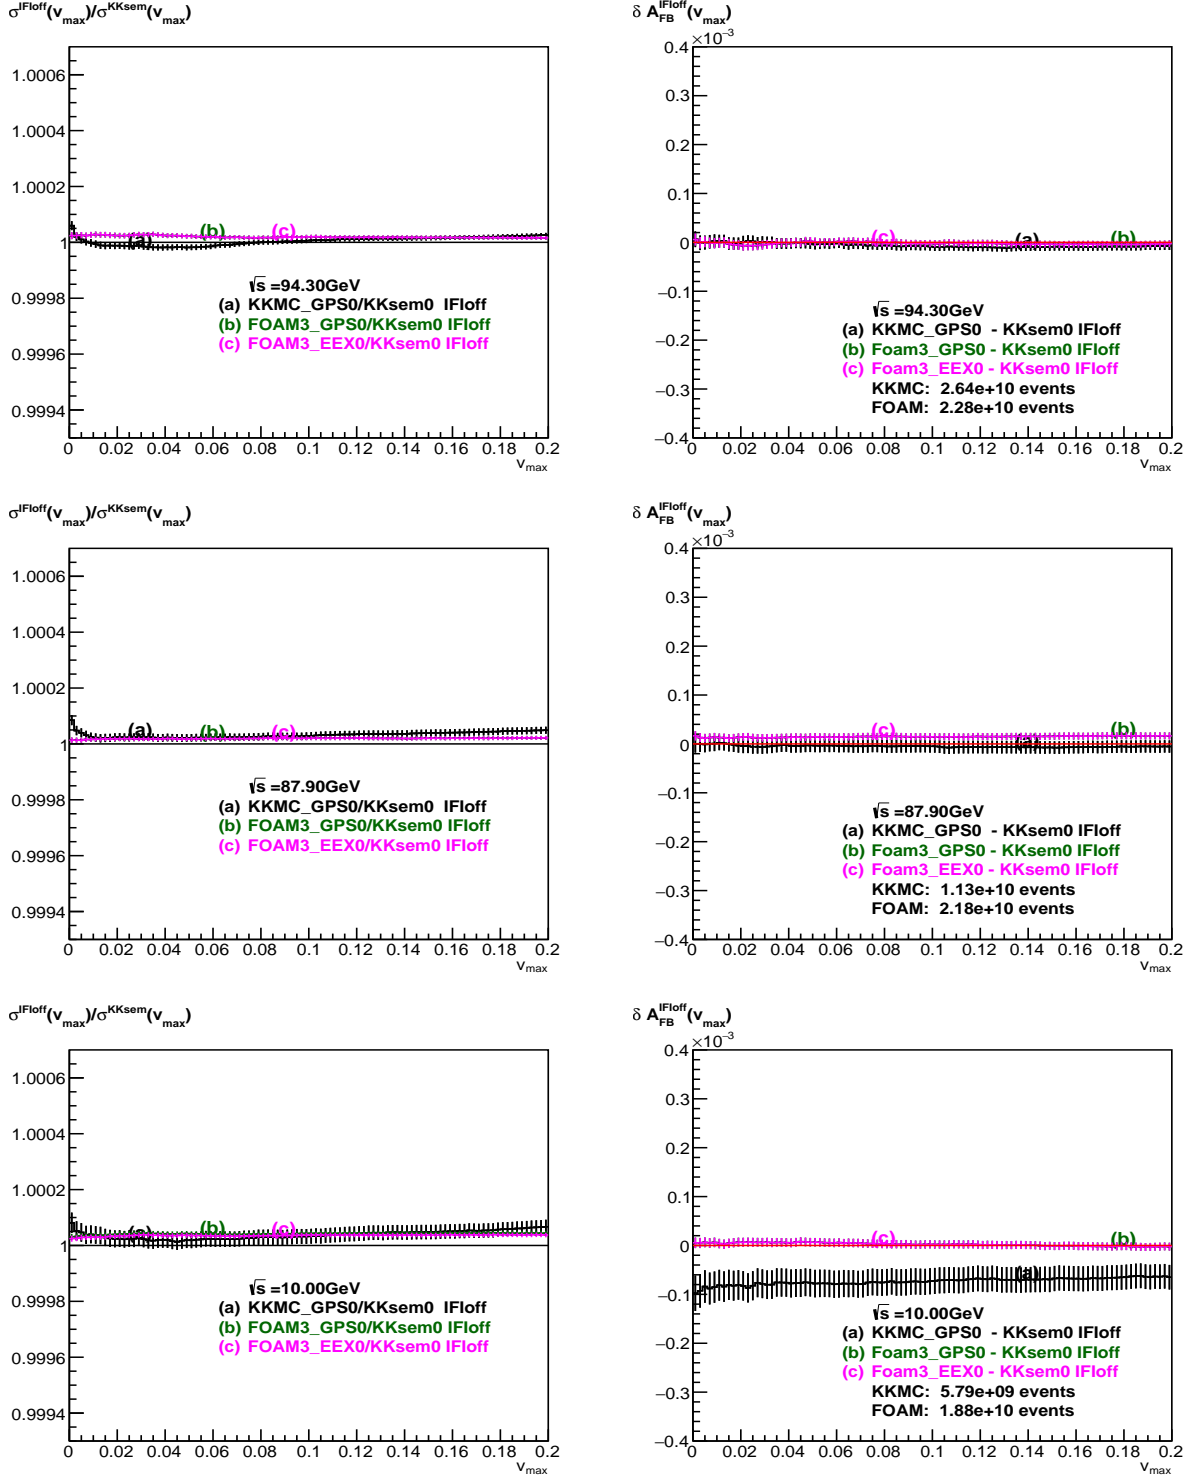 σ^IFIoff(v_max)/σ^KKsem(v_max)
1.0006
1.0004
1.0002
1
0.9998
0.9996
0.9994
(a)
(b)
(c)
√s =94.30GeV
(a) KKMC_GPS0/KKsem0 IFIoff
(b) FOAM3_GPS0/KKsem0 IFIoff
(c) FOAM3_EEX0/KKsem0 IFIoff
0 0.02 0.04 0.06 0.08 0.1 0.12 0.14 0.16 0.18 0.2
v_max
δ A_FB^IFIoff(v_max)
×10^−3
0.4
0.3
0.2
0.1
0
−0.1
−0.2
−0.3
−0.4
(c)
(a)
(b)
√s =94.30GeV
(a) KKMC_GPS0 - KKsem0 IFIoff
(b) Foam3_GPS0 - KKsem0 IFIoff
(c) Foam3_EEX0 - KKsem0 IFIoff
KKMC: 2.64e+10 events
FOAM: 2.28e+10 events
0 0.02 0.04 0.06 0.08 0.1 0.12 0.14 0.16 0.18 0.2
v_max
σ^IFIoff(v_max)/σ^KKsem(v_max)
1.0006
1.0004
1.0002
1
0.9998
0.9996
0.9994
(a)
(b)
(c)
√s =87.90GeV
(a) KKMC_GPS0/KKsem0 IFIoff
(b) FOAM3_GPS0/KKsem0 IFIoff
(c) FOAM3_EEX0/KKsem0 IFIoff
0 0.02 0.04 0.06 0.08 0.1 0.12 0.14 0.16 0.18 0.2
v_max
δ A_FB^IFIoff(v_max)
×10^−3
0.4
0.3
0.2
0.1
0
−0.1
−0.2
−0.3
−0.4
(c)
(a)
(b)
√s =87.90GeV
(a) KKMC_GPS0 - KKsem0 IFIoff
(b) Foam3_GPS0 - KKsem0 IFIoff
(c) Foam3_EEX0 - KKsem0 IFIoff
KKMC: 1.13e+10 events
FOAM: 2.18e+10 events
0 0.02 0.04 0.06 0.08 0.1 0.12 0.14 0.16 0.18 0.2
v_max
σ^IFIoff(v_max)/σ^KKsem(v_max)
1.0006
1.0004
1.0002
1
0.9998
0.9996
0.9994
(a)
(b)
(c)
√s =10.00GeV
(a) KKMC_GPS0/KKsem0 IFIoff
(b) FOAM3_GPS0/KKsem0 IFIoff
(c) FOAM3_EEX0/KKsem0 IFIoff
0 0.02 0.04 0.06 0.08 0.1 0.12 0.14 0.16 0.18 0.2
v_max
δ A_FB^IFIoff(v_max)
×10^−3
0.4
0.3
0.2
0.1
0
−0.1
−0.2
−0.3
−0.4
(c)
(a)
(b)
√s =10.00GeV
(a) KKMC_GPS0 - KKsem0 IFIoff
(b) Foam3_GPS0 - KKsem0 IFIoff
(c) Foam3_EEX0 - KKsem0 IFIoff
KKMC: 5.79e+09 events
FOAM: 1.88e+10 events
0 0.02 0.04 0.06 0.08 0.1 0.12 0.14 0.16 0.18 0.2
v_max